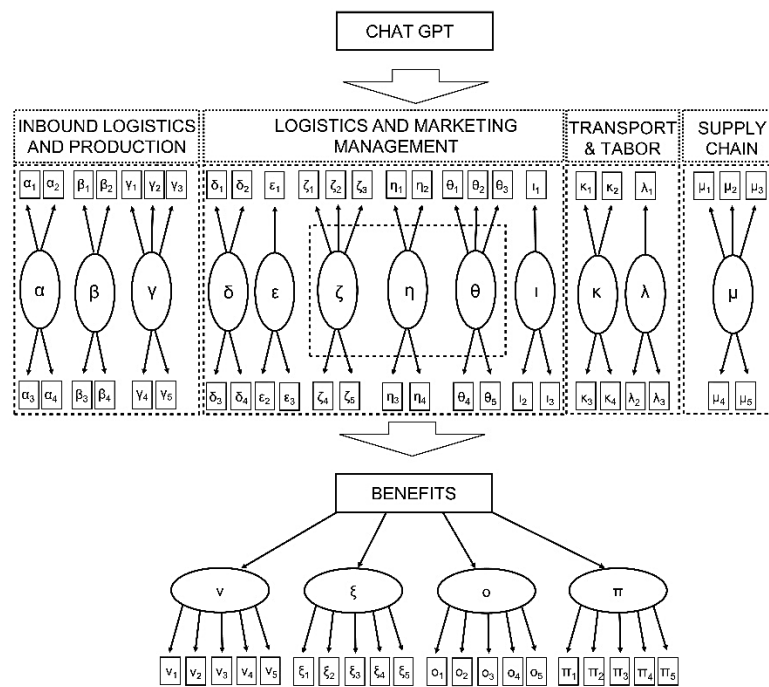 CHAT GPT
INBOUND LOGISTICS AND PRODUCTION
LOGISTICS AND MARKETING MANAGEMENT
TRANSPORT & TABOR
SUPPLY CHAIN
α1 α2 β1 β2 γ1 γ2 γ3 δ1 δ2 ε1 ζ1 ζ2 ζ3 η1 η2 θ1 θ2 θ3 ι1 κ1 κ2 λ1 μ1 μ2 μ3
α β γ δ ε ζ η θ ι κ λ μ
α3 α4 β3 β4 γ4 γ5 δ3 δ4 ε2 ε3 ζ4 ζ5 η3 η4 θ4 θ5 ι2 ι3 κ3 κ4 λ2 λ3 μ4 μ5
BENEFITS
ν ξ ο π
ν1 ν2 ν3 ν4 ν5 ξ1 ξ2 ξ3 ξ4 ξ5 ο1 ο2 ο3 ο4 ο5 π1 π2 π3 π4 π5